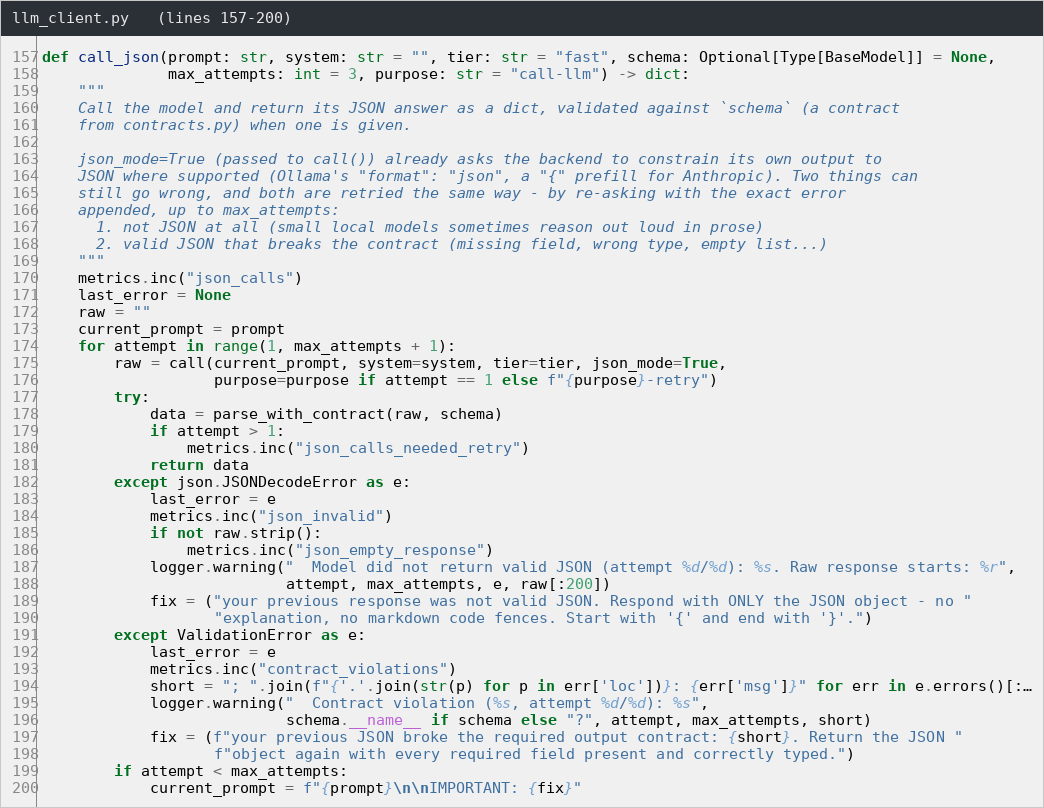 llm_client.py   (lines 157-200)
157 def call_json(prompt: str, system: str = "", tier: str = "fast", schema: Optional[Type[BaseModel]] = None,
158               max_attempts: int = 3, purpose: str = "call-llm") -> dict:
159     """
160     Call the model and return its JSON answer as a dict, validated against `schema` (a contract
161     from contracts.py) when one is given.
162
163     json_mode=True (passed to call()) already asks the backend to constrain its own output to
164     JSON where supported (Ollama's "format": "json", a "{" prefill for Anthropic). Two things can
165     still go wrong, and both are retried the same way - by re-asking with the exact error
166     appended, up to max_attempts:
167       1. not JSON at all (small local models sometimes reason out loud in prose)
168       2. valid JSON that breaks the contract (missing field, wrong type, empty list...)
169     """
170     metrics.inc("json_calls")
171     last_error = None
172     raw = ""
173     current_prompt = prompt
174     for attempt in range(1, max_attempts + 1):
175         raw = call(current_prompt, system=system, tier=tier, json_mode=True,
176                    purpose=purpose if attempt == 1 else f"{purpose}-retry")
177         try:
178             data = parse_with_contract(raw, schema)
179             if attempt > 1:
180                 metrics.inc("json_calls_needed_retry")
181             return data
182         except json.JSONDecodeError as e:
183             last_error = e
184             metrics.inc("json_invalid")
185             if not raw.strip():
186                 metrics.inc("json_empty_response")
187             logger.warning("  Model did not return valid JSON (attempt %d/%d): %s. Raw response starts: %r",
188                            attempt, max_attempts, e, raw[:200])
189             fix = ("your previous response was not valid JSON. Respond with ONLY the JSON object - no "
190                    "explanation, no markdown code fences. Start with '{' and end with '}'.")
191         except ValidationError as e:
192             last_error = e
193             metrics.inc("contract_violations")
194             short = "; ".join(f"{'.'.join(str(p) for p in err['loc'])}: {err['msg']}" for err in e.errors()[:…
195             logger.warning("  Contract violation (%s, attempt %d/%d): %s",
196                            schema.__name__ if schema else "?", attempt, max_attempts, short)
197             fix = (f"your previous JSON broke the required output contract: {short}. Return the JSON "
198                    f"object again with every required field present and correctly typed.")
199         if attempt < max_attempts:
200             current_prompt = f"{prompt}\n\nIMPORTANT: {fix}"